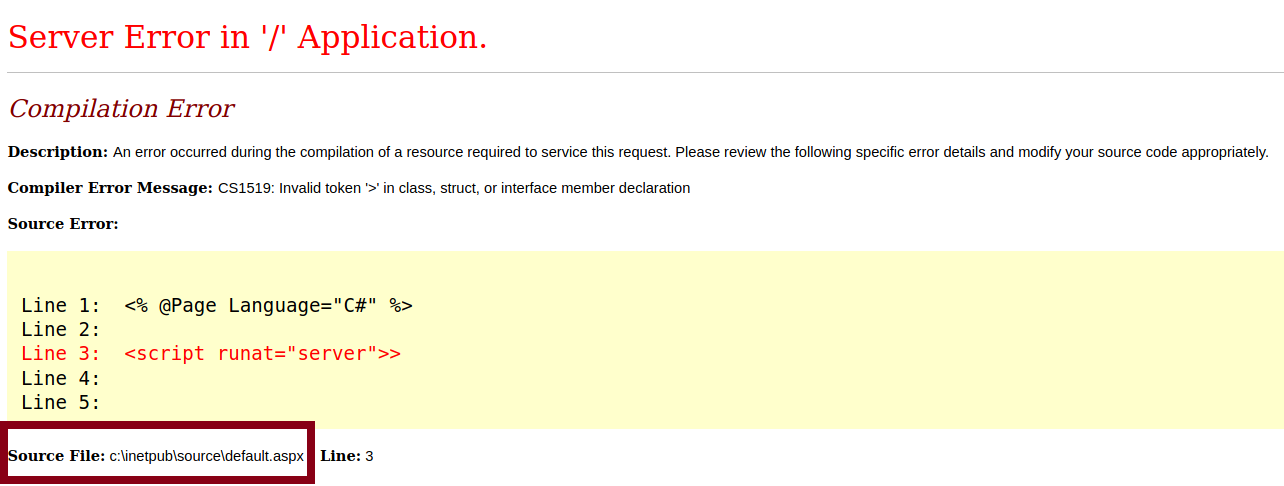 Server Error in '/' Application.
Compilation Error
Description: An error occurred during the compilation of a resource required to service this request. Please review the following specific error details and modify your source code appropriately.
Compiler Error Message: CS1519: Invalid token '>' in class, struct, or interface member declaration
Source Error:
Line 1:  <% @Page Language="C#" %>
Line 2:
Line 3:  <script runat="server">>
Line 4:
Line 5:
Source File: c:\inetpub\source\default.aspx   Line: 3